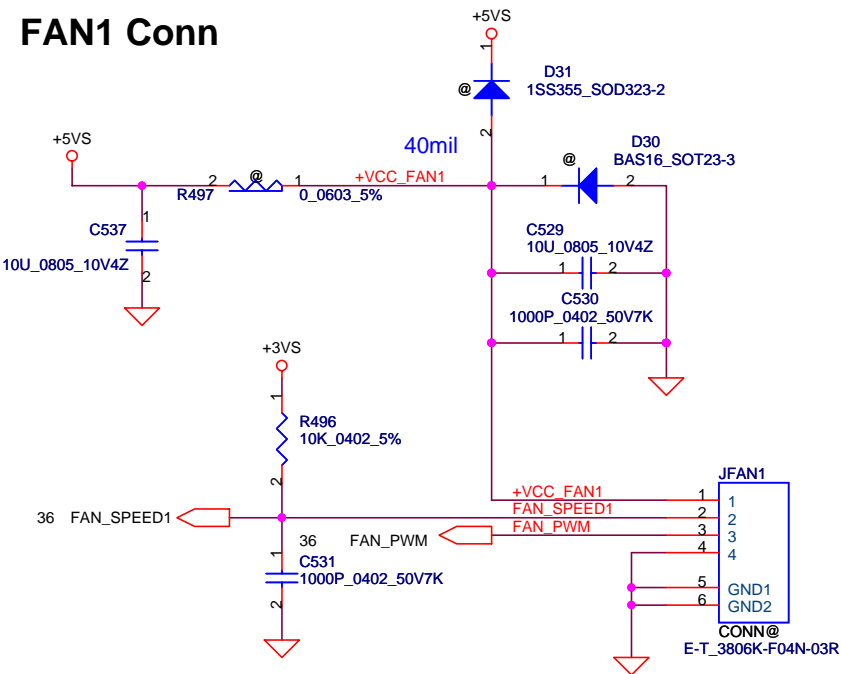 FAN1 Conn
+5VS
1
D31
1SS355_SOD323-2
@
2
40mil
+5VS
D30
BAS16_SOT23-3
@
2
@
1
+VCC_FAN1
1
2
R497
0_0603_5%
1
C537
10U_0805_10V4Z
2
C529
10U_0805_10V4Z
1
2
C530
1000P_0402_50V7K
1
2
+3VS
1
R496
10K_0402_5%
2
JFAN1
+VCC_FAN1
1
1
36
FAN_SPEED1
FAN_SPEED1
2
2
36
FAN_PWM
FAN_PWM
3
3
4
4
1
C531
1000P_0402_50V7K
2
5
GND1
6
GND2
CONN@
E-T_3806K-F04N-03R